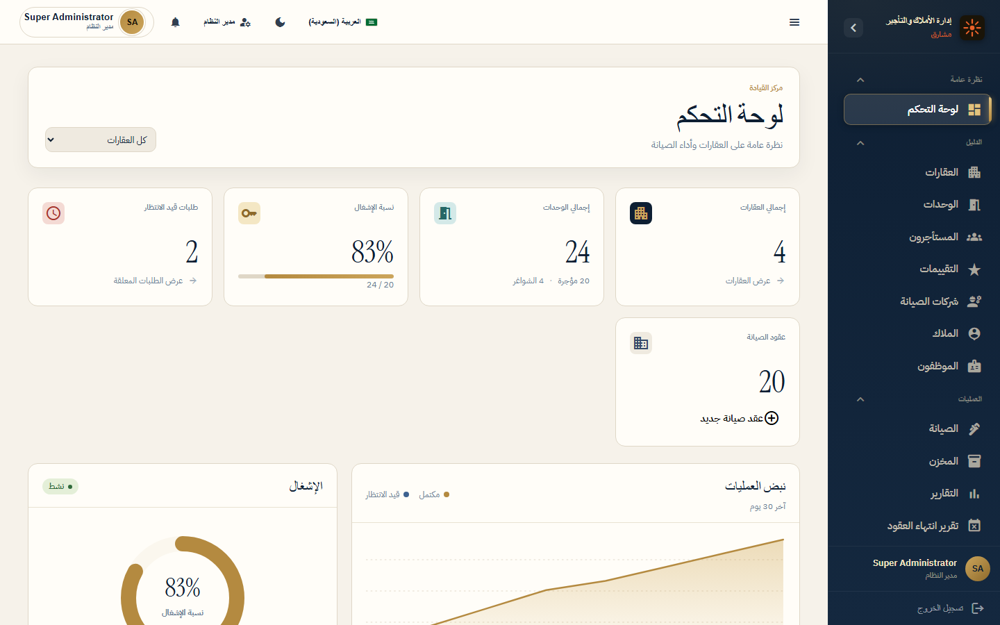 إدارة الأملاك والتأجير
مشارق
نظرة عامة
لوحة التحكم
الدليل
العقارات
الوحدات
المستأجرون
التقييمات
شركات الصيانة
الملاك
الموظفون
العمليات
الصيانة
المخزن
التقارير
تقرير انتهاء العقود
SA
Super Administrator
مدير النظام
تسجيل الخروج
العربية (السعودية)
مدير النظام
SA
Super Administrator
مدير النظام
مركز القيادة
لوحة التحكم
نظرة عامة على العقارات وأداء الصيانة
كل العقارات
إجمالي العقارات
4
عرض العقارات
إجمالي الوحدات
24
20 مؤجرة · 4 الشواغر
نسبة الإشغال
83%
24 / 20
طلبات قيد الانتظار
2
عرض الطلبات المعلقة
عقود الصيانة
20
عقد صيانة جديد
نبض العمليات
آخر 30 يوم
مكتمل
قيد الانتظار
الإشغال
نشط
83%
نسبة الإشغال